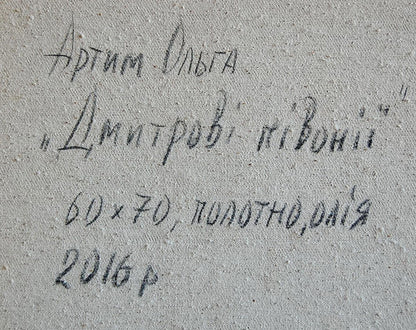 Артим Ольга
„Дмитрові півонії"
60×70, полотно, олія
2016 р